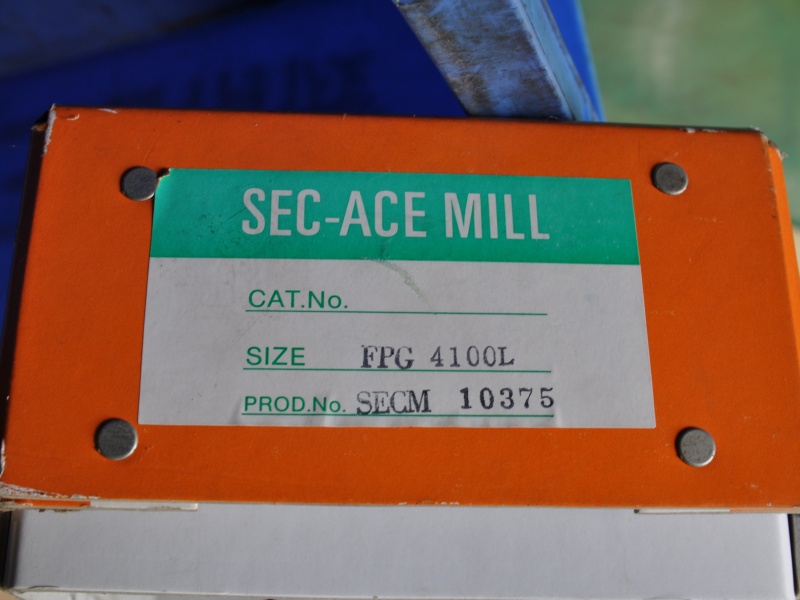 SEC-ACE MILL
CAT.No.
SIZE FPG 4100L
PROD.No. SECM 10375